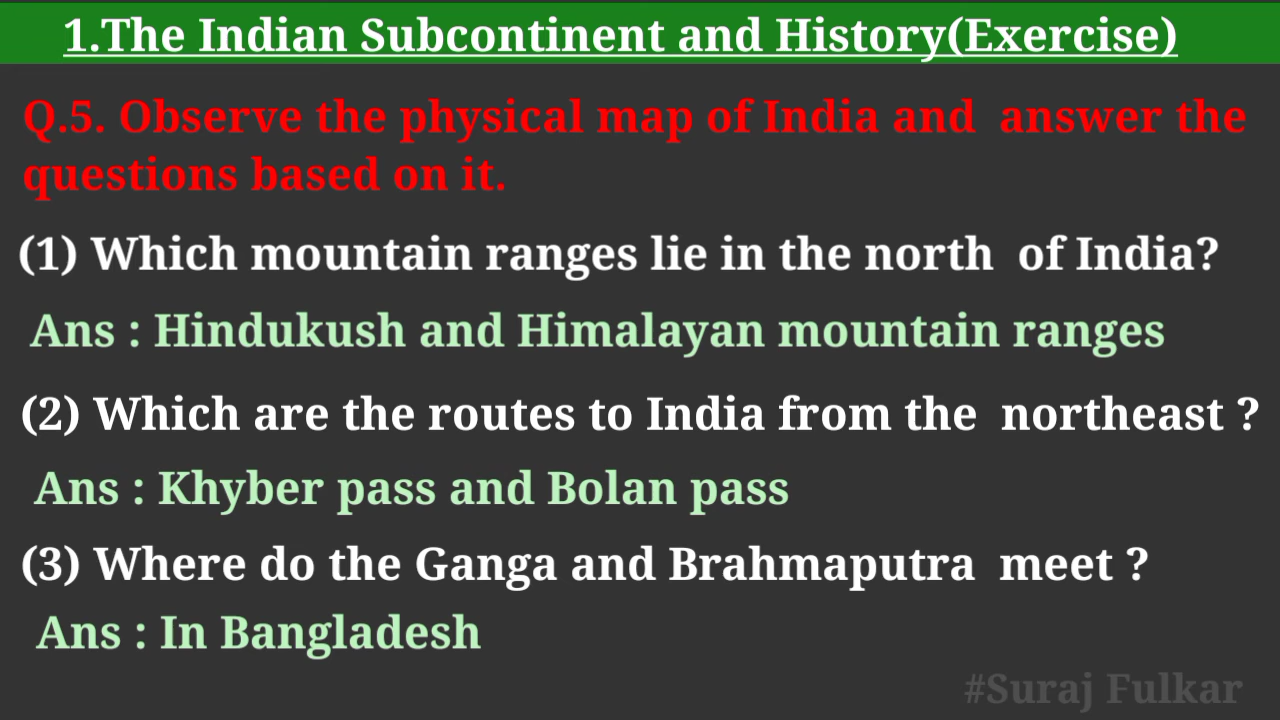 1.The Indian Subcontinent and History(Exercise)
Q.5. Observe the physical map of India and answer the
questions based on it.
(1) Which mountain ranges lie in the north of India?
Ans : Hindukush and Himalayan mountain ranges
(2) Which are the routes to India from the northeast ?
Ans : Khyber pass and Bolan pass
(3) Where do the Ganga and Brahmaputra meet ?
Ans : In Bangladesh
#Suraj Fulkar